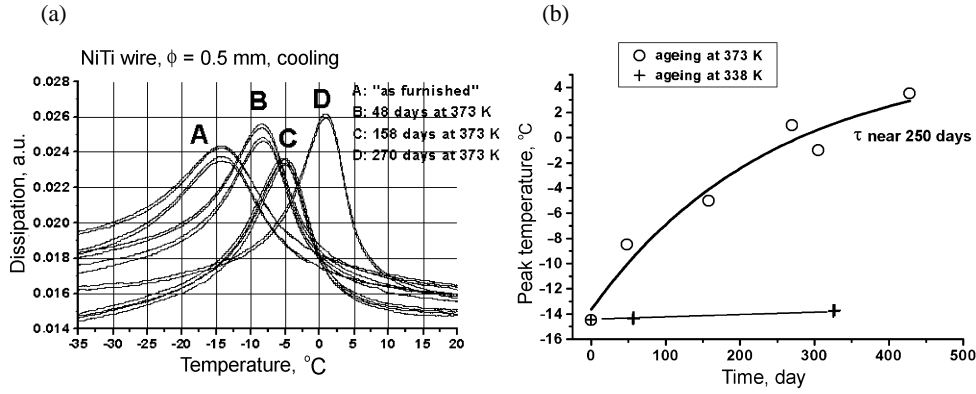 (a)
NiTi wire, ϕ = 0.5 mm, cooling
A: "as furnished"
B: 48 days at 373 K
C: 158 days at 373 K
D: 270 days at 373 K
A
B
C
D
Dissipation, a.u.
0.028
0.026
0.024
0.022
0.020
0.018
0.016
0.014
-35 -30 -25 -20 -15 -10 -5 0 5 10 15 20
Temperature, °C
(b)
ageing at 373 K
ageing at 338 K
τ near 250 days
Peak temperature, °C
4
2
0
-2
-4
-6
-8
-10
-12
-14
-16
0 100 200 300 400 500
Time, day